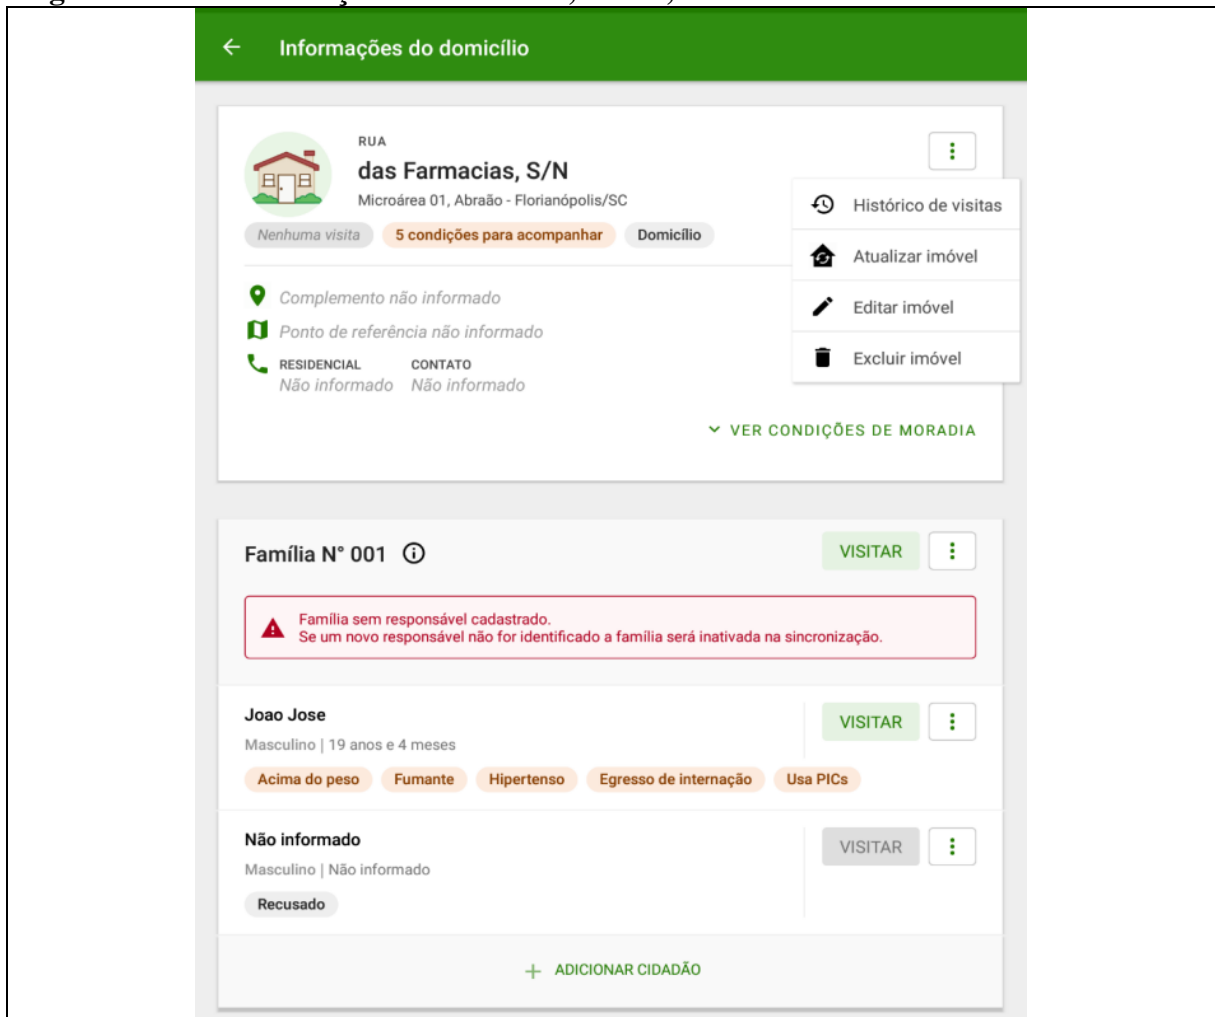 Informações do domicílio
RUA
das Farmacias, S/N
Microárea 01, Abraão - Florianópolis/SC
Nenhuma visita 5 condições para acompanhar Domicílio
Histórico de visitas
Atualizar imóvel
Editar imóvel
Excluir imóvel
Complemento não informado
Ponto de referência não informado
RESIDENCIAL CONTATO
Não informado Não informado
VER CONDIÇÕES DE MORADIA
Família N° 001 VISITAR
Família sem responsável cadastrado.
Se um novo responsável não for identificado a família será inativada na sincronização.
Joao Jose VISITAR
Masculino | 19 anos e 4 meses
Acima do peso Fumante Hipertenso Egresso de internação Usa PICs
Não informado VISITAR
Masculino | Não informado
Recusado
+ ADICIONAR CIDADÃO